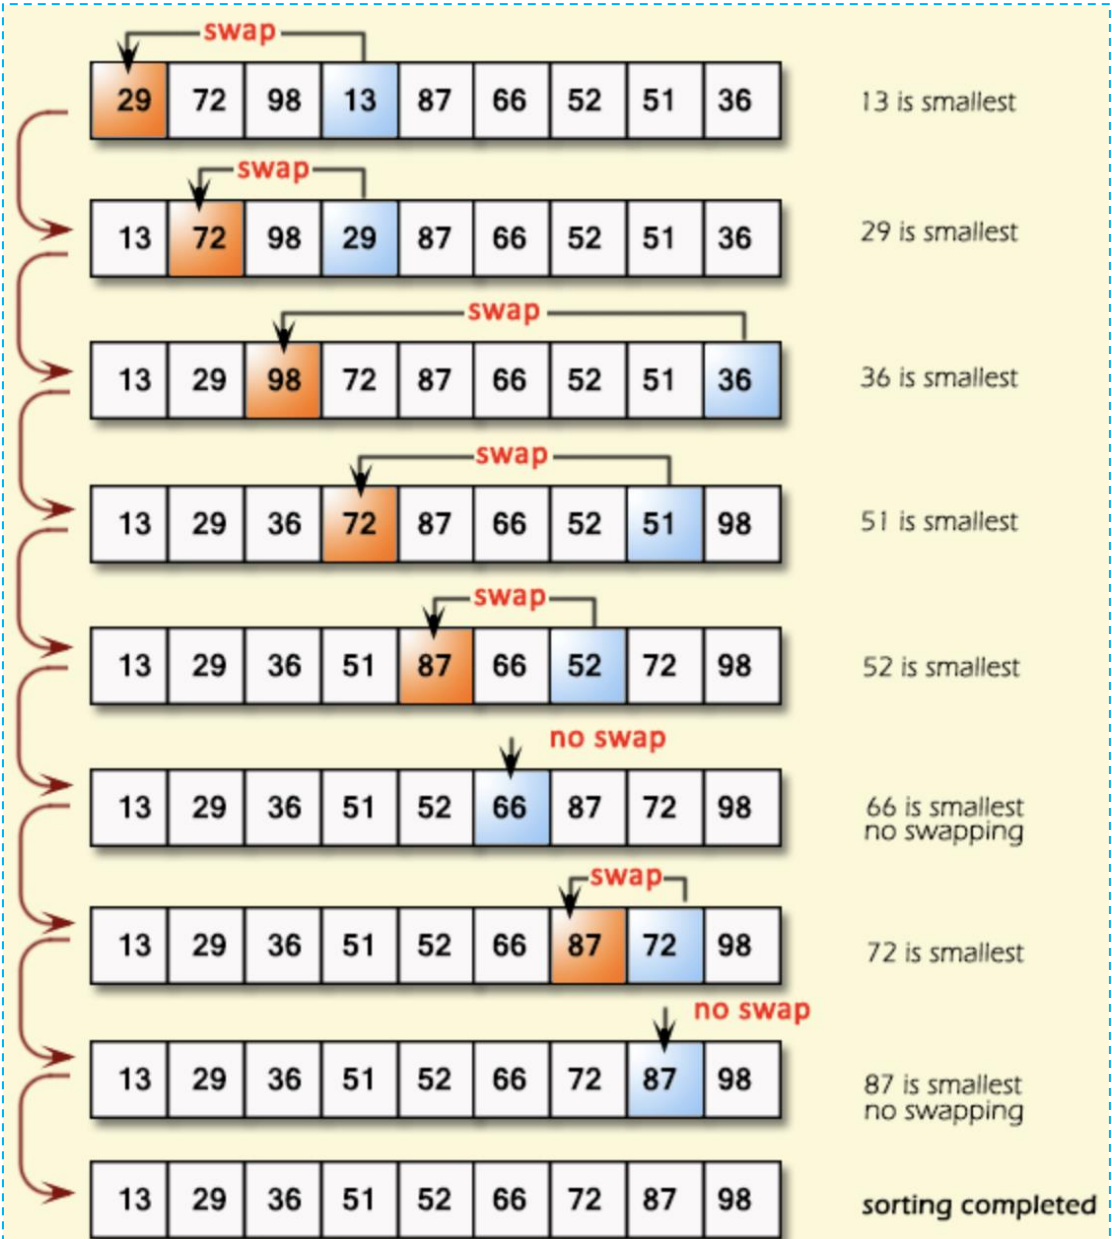 swap
29 72 98 13 87 66 52 51 36 13 is smallest
swap
13 72 98 29 87 66 52 51 36 29 is smallest
swap
13 29 98 72 87 66 52 51 36 36 is smallest
swap
13 29 36 72 87 66 52 51 98 51 is smallest
swap
13 29 36 51 87 66 52 72 98 52 is smallest
no swap
13 29 36 51 52 66 87 72 98 66 is smallest
no swapping
swap
13 29 36 51 52 66 87 72 98 72 is smallest
no swap
13 29 36 51 52 66 72 87 98 87 is smallest
no swapping
13 29 36 51 52 66 72 87 98 sorting completed